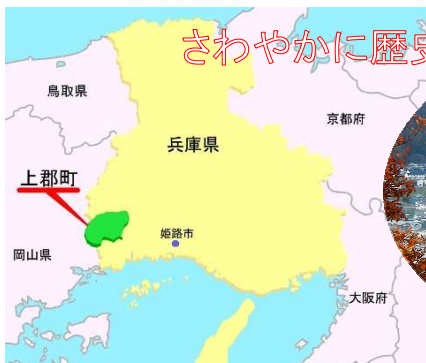 さわやかに歴史
鳥取県
京都府
兵庫県
上郡町
姫路市
岡山県
大阪府